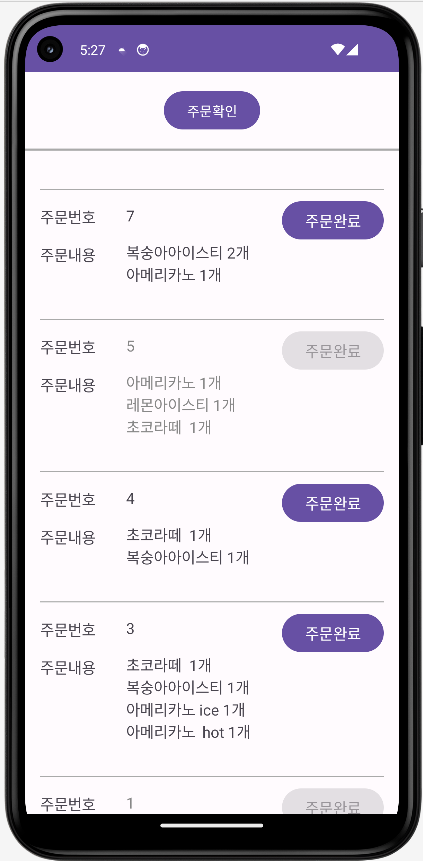 5:27
주문확인
주문번호 7 주문완료
주문내용 복숭아아이스티 2개
아메리카노 1개
주문번호 5 주문완료
주문내용 아메리카노 1개
레몬아이스티 1개
초코라떼 1개
주문번호 4 주문완료
주문내용 초코라떼 1개
복숭아아이스티 1개
주문번호 3 주문완료
주문내용 초코라떼 1개
복숭아아이스티 1개
아메리카노 ice 1개
아메리카노 hot 1개
주문번호 1 주문완료